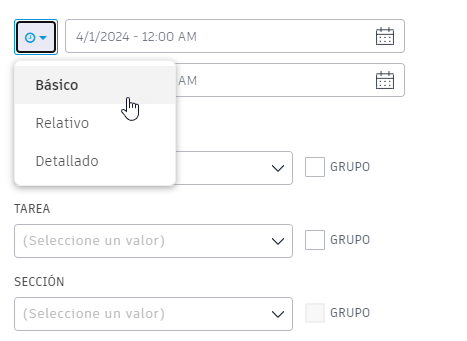 4/1/2024 - 12:00 AM
AM
Básico
Relativo
Detallado
GRUPO
TAREA
(Seleccione un valor)
GRUPO
SECCIÓN
(Seleccione un valor)
GRUPO